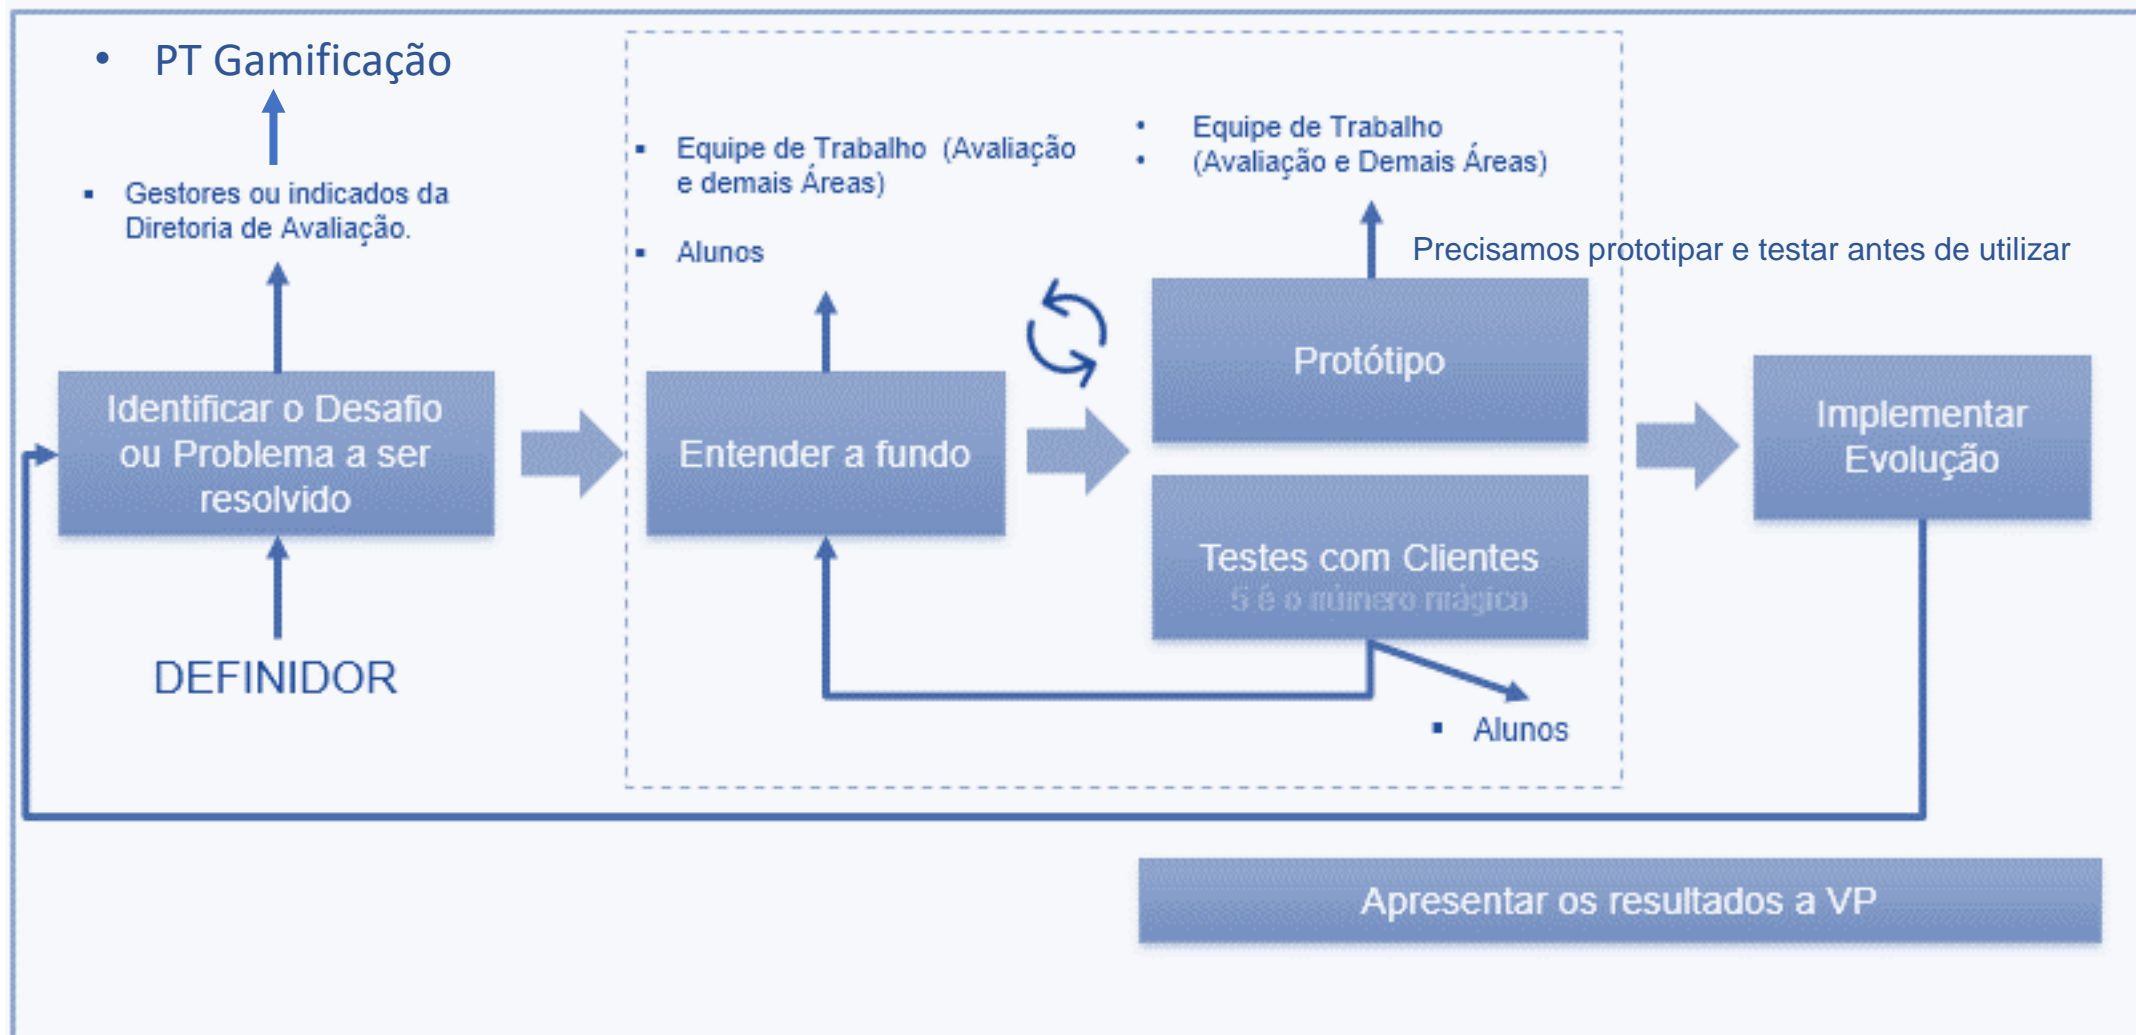 • PT Gamificação
▪ Gestores ou indicados da
Diretoria de Avaliação.
Identificar o Desafio
ou Problema a ser
resolvido
DEFINIDOR
▪ Equipe de Trabalho (Avaliação
e demais Áreas)
▪ Alunos
Entender a fundo
• Equipe de Trabalho
• (Avaliação e Demais Áreas)
Precisamos prototipar e testar antes de utilizar
Protótipo
Testes com Clientes
5 é o número mágico
▪ Alunos
Implementar
Evolução
Apresentar os resultados a VP